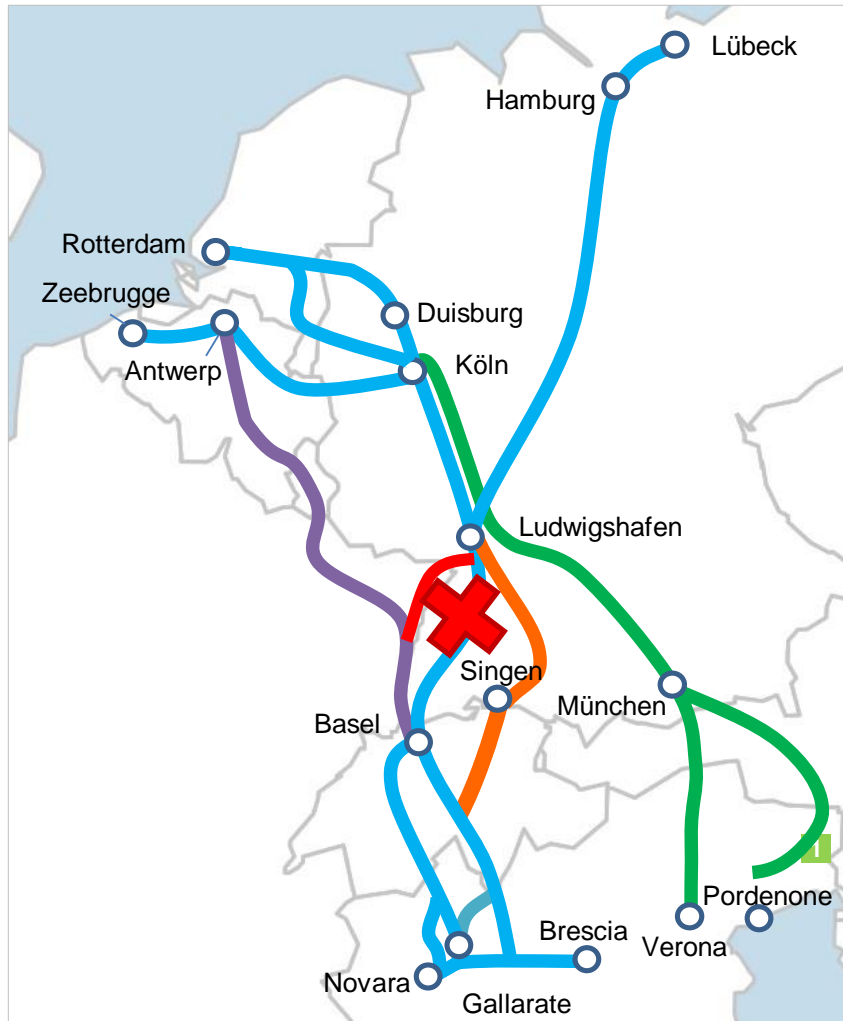 Lübeck
Hamburg
Rotterdam
Zeebrugge
Duisburg
Antwerp
Köln
Ludwigshafen
Singen
München
Basel
Pordenone
Brescia
Verona
Novara
Gallarate